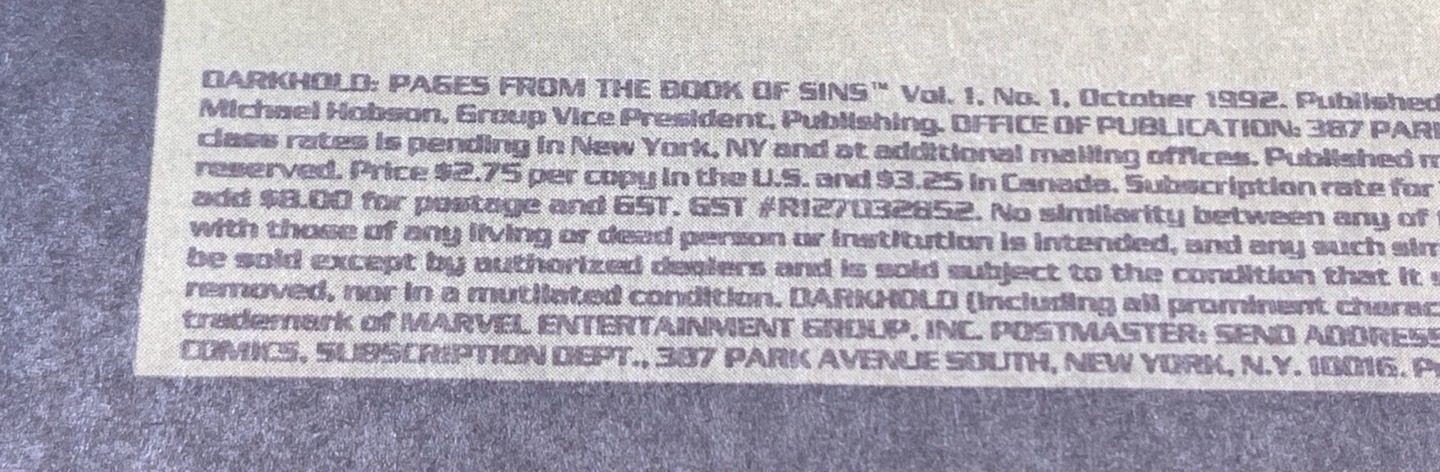 DARKHOLD: PAGES FROM THE BOOK OF SINS™ Vol. 1, No. 1, October 1992. Published
Michael Hobson, Group Vice President, Publishing. OFFICE OF PUBLICATION: 387 PARK
class rates is pending in New York, NY and at additional mailing offices. Published
reserved. Price $2.75 per copy in the U.S. and $3.25 in Canada. Subscription rate for
add $8.00 for postage and GST. GST #R127032852. No similarity between any of
with those of any living or dead person or institution is intended, and any such
be sold except by authorized dealers and is sold subject to the condition that it
removed, nor in a mutilated condition. DARKHOLD (including all prominent
trademark of MARVEL ENTERTAINMENT GROUP, INC. POSTMASTER: SEND ADDRESS
COMICS, SUBSCRIPTION DEPT., 387 PARK AVENUE SOUTH, NEW YORK, N.Y. 10016.